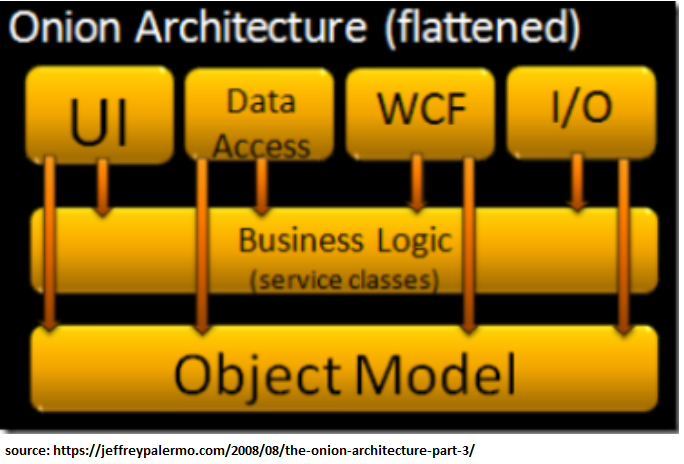 Onion Architecture (flattened)
UI
Data
Access
WCF
I/O
Business Logic
(service classes)
Object Model
source: https://jeffreypalermo.com/2008/08/the-onion-architecture-part-3/